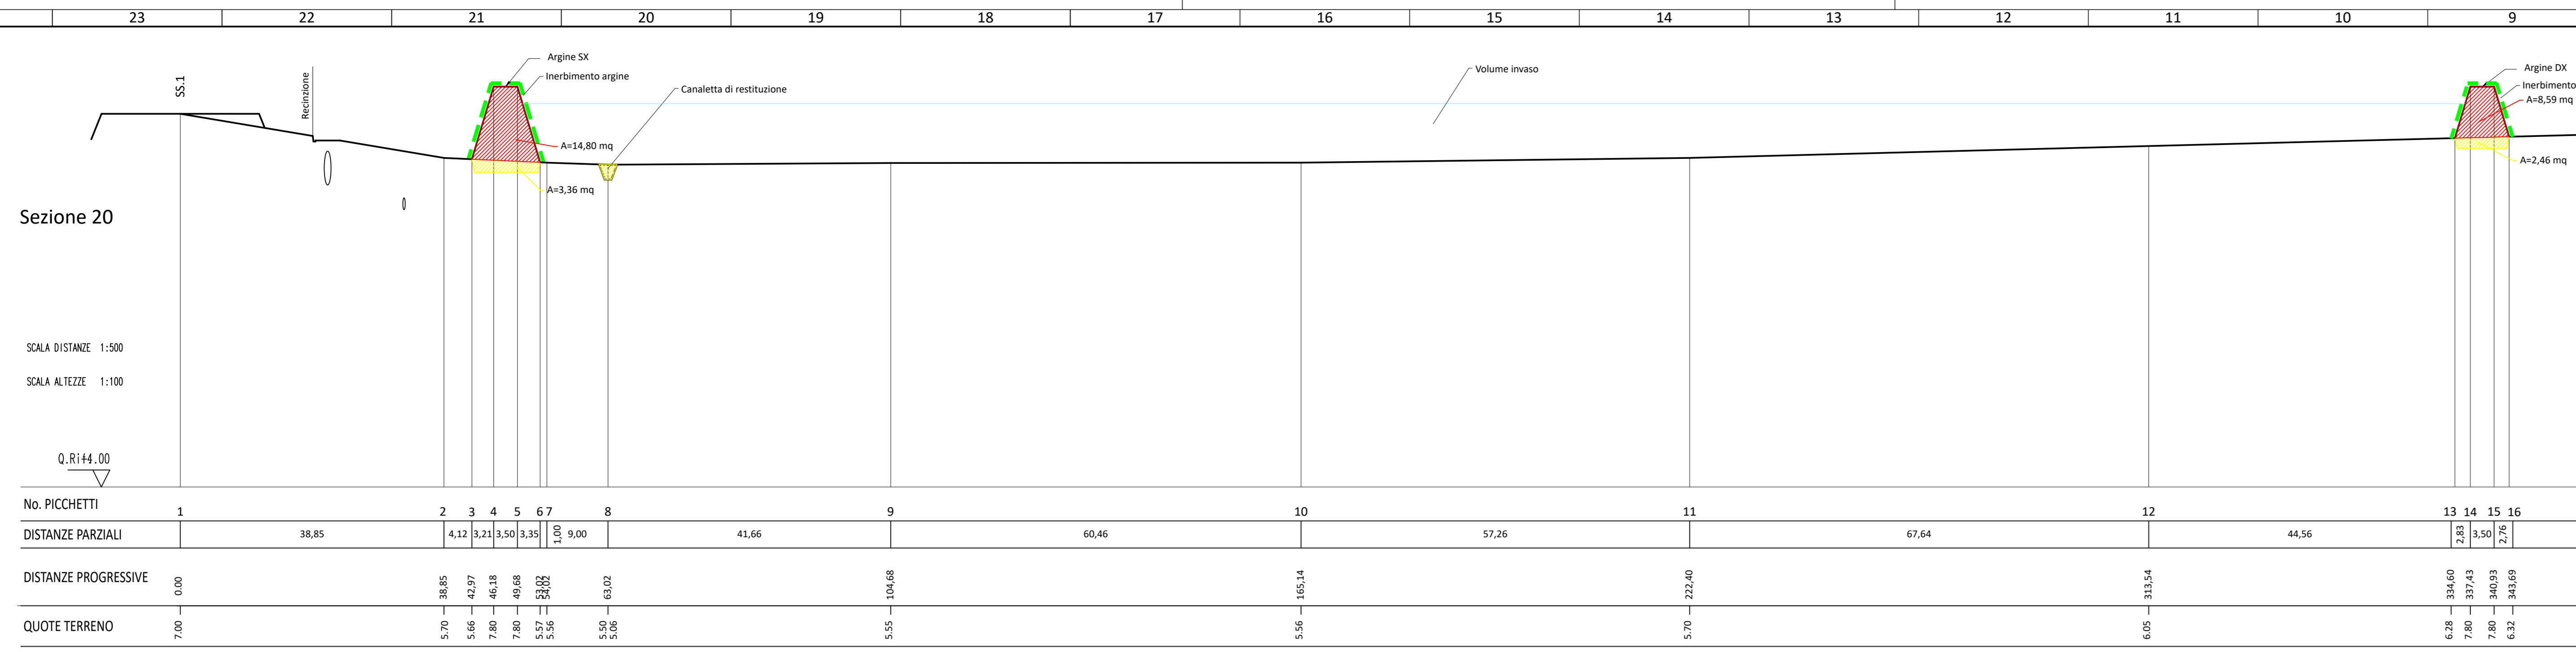 23 22 21 20 19 18 17 16 15 14 13 12 11 10 9
SS.1
Recinzione
Argine SX
Inerbimento argine
Canaletta di restituzione
Volume invaso
Argine DX
Inerbimento
A=8,59 mq
A=14,80 mq
A=2,46 mq
A=3,36 mq
Sezione 20
SCALA DISTANZE 1:500
SCALA ALTEZZE 1:100
Q.Ri+4.00
No. PICCHETTI
1 2 3 4 5 6 7 8 9 10 11 12 13 14 15 16
DISTANZE PARZIALI
38,85 4,12 3,21 3,50 3,35 1,00 9,00 41,66 60,46 57,26 67,64 44,56 2,83 3,50 2,76
DISTANZE PROGRESSIVE
0.00 38,85 42,97 46,18 49,68 53,02 54,02 63,02 104,68 165,14 222,40 313,54 334,60 337,43 340,93 343,69
QUOTE TERRENO
7.00 5.70 5.66 7.80 7.80 5.57 5.56 5.50 5.06 5.55 5.56 5.70 6.05 6.28 7.80 7.80 6.32